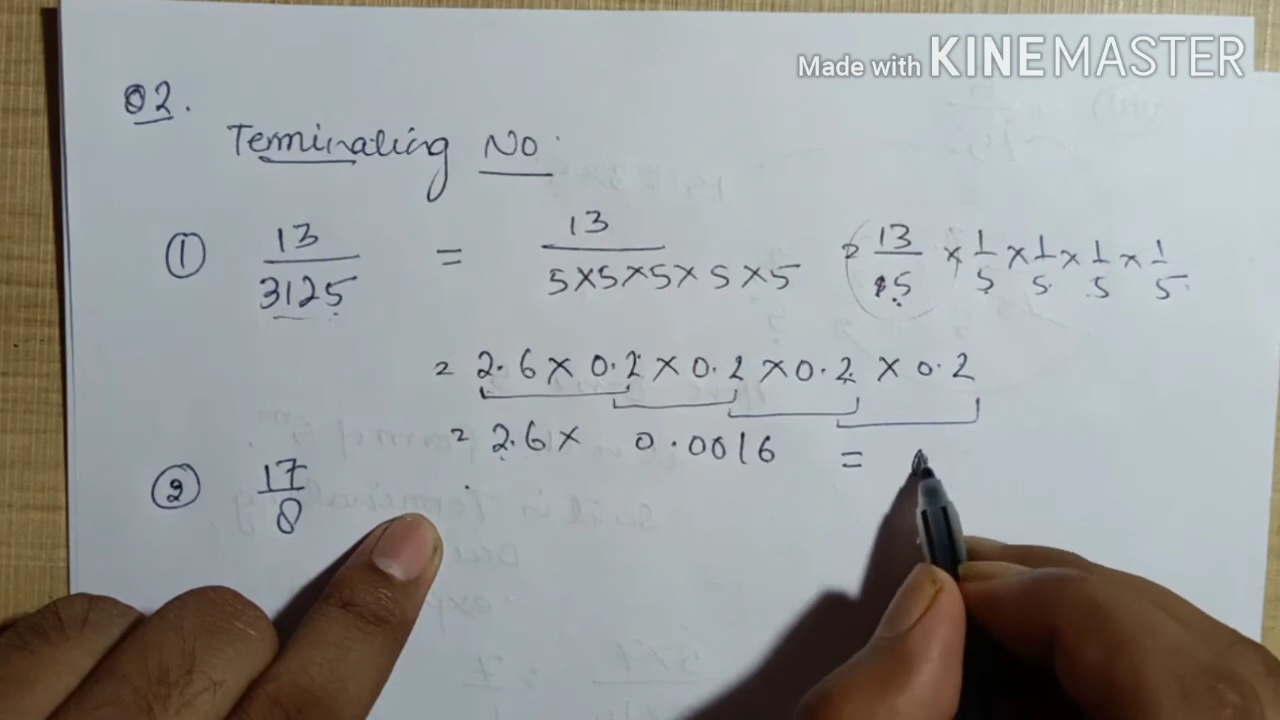 Made with KINEMASTER
Q2.
Terminating No.
① 13/3125 = 13/5×5×5×5×5 = 13/5 × 1/5 × 1/5 × 1/5 × 1/5
= 2.6 × 0.2 × 0.2 × 0.2 × 0.2
= 2.6 × 0.0016 =
② 17/8